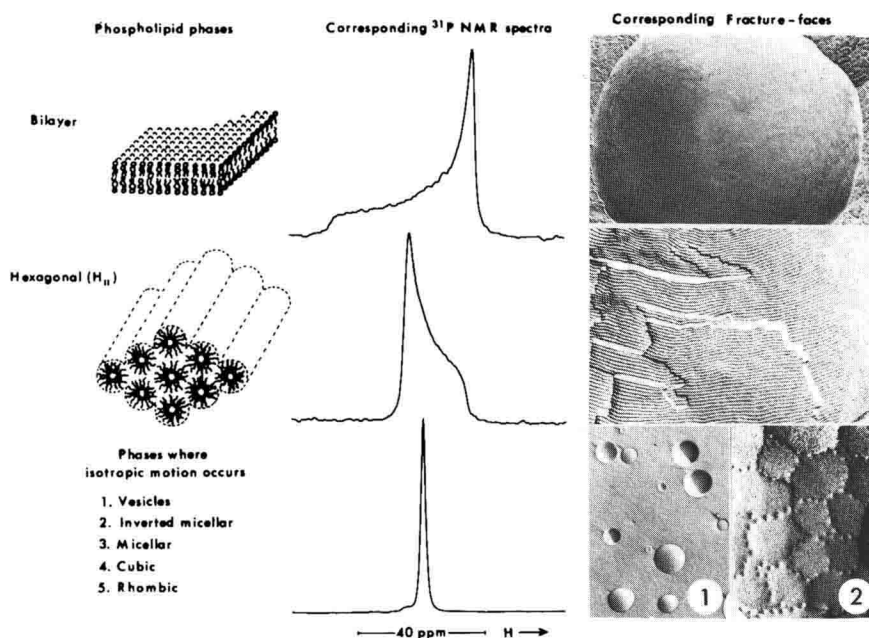 Phospholipid phases
Corresponding ³¹P NMR spectra
Corresponding Fracture-faces
Bilayer
Hexagonal (H_II)
Phases where
isotropic motion occurs
1. Vesicles
2. Inverted micellar
3. Micellar
4. Cubic
5. Rhombic
40 ppm
H →
1
2